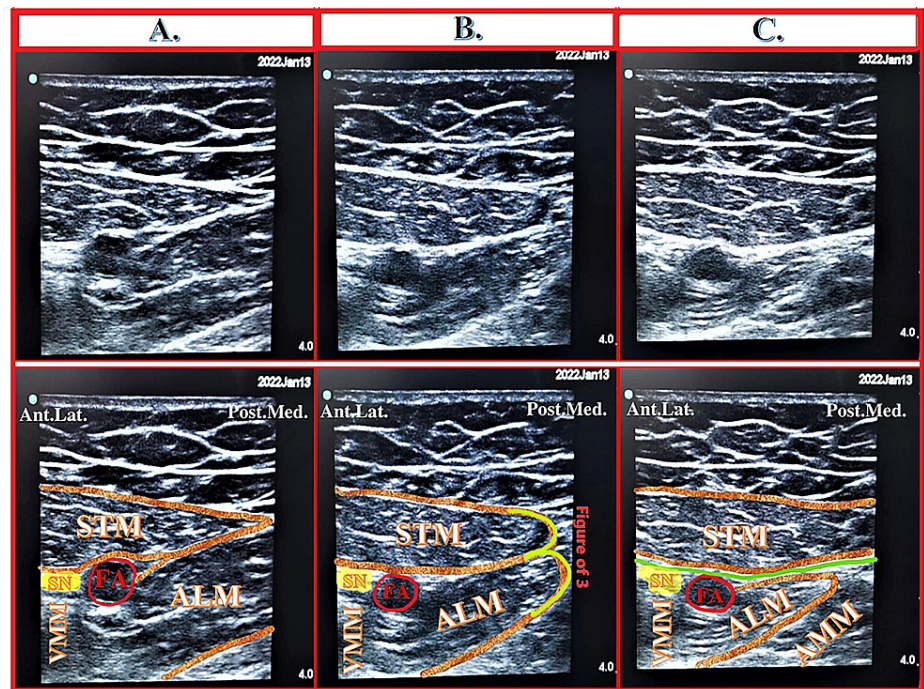 A.
B.
C.
2022Jan13
2022Jan13
2022Jan13
4.0
4.0
4.0
2022Jan13
2022Jan13
2022Jan13
Ant.Lat.
Post.Med.
Ant.Lat.
Post.Med.
Ant.Lat.
Post.Med.
STM
SN
FA
ALM
VMM
4.0
STM
SN
FA
ALM
VMM
Figure of 3
4.0
STM
SN
FA
ALM
AMM
VMM
4.0